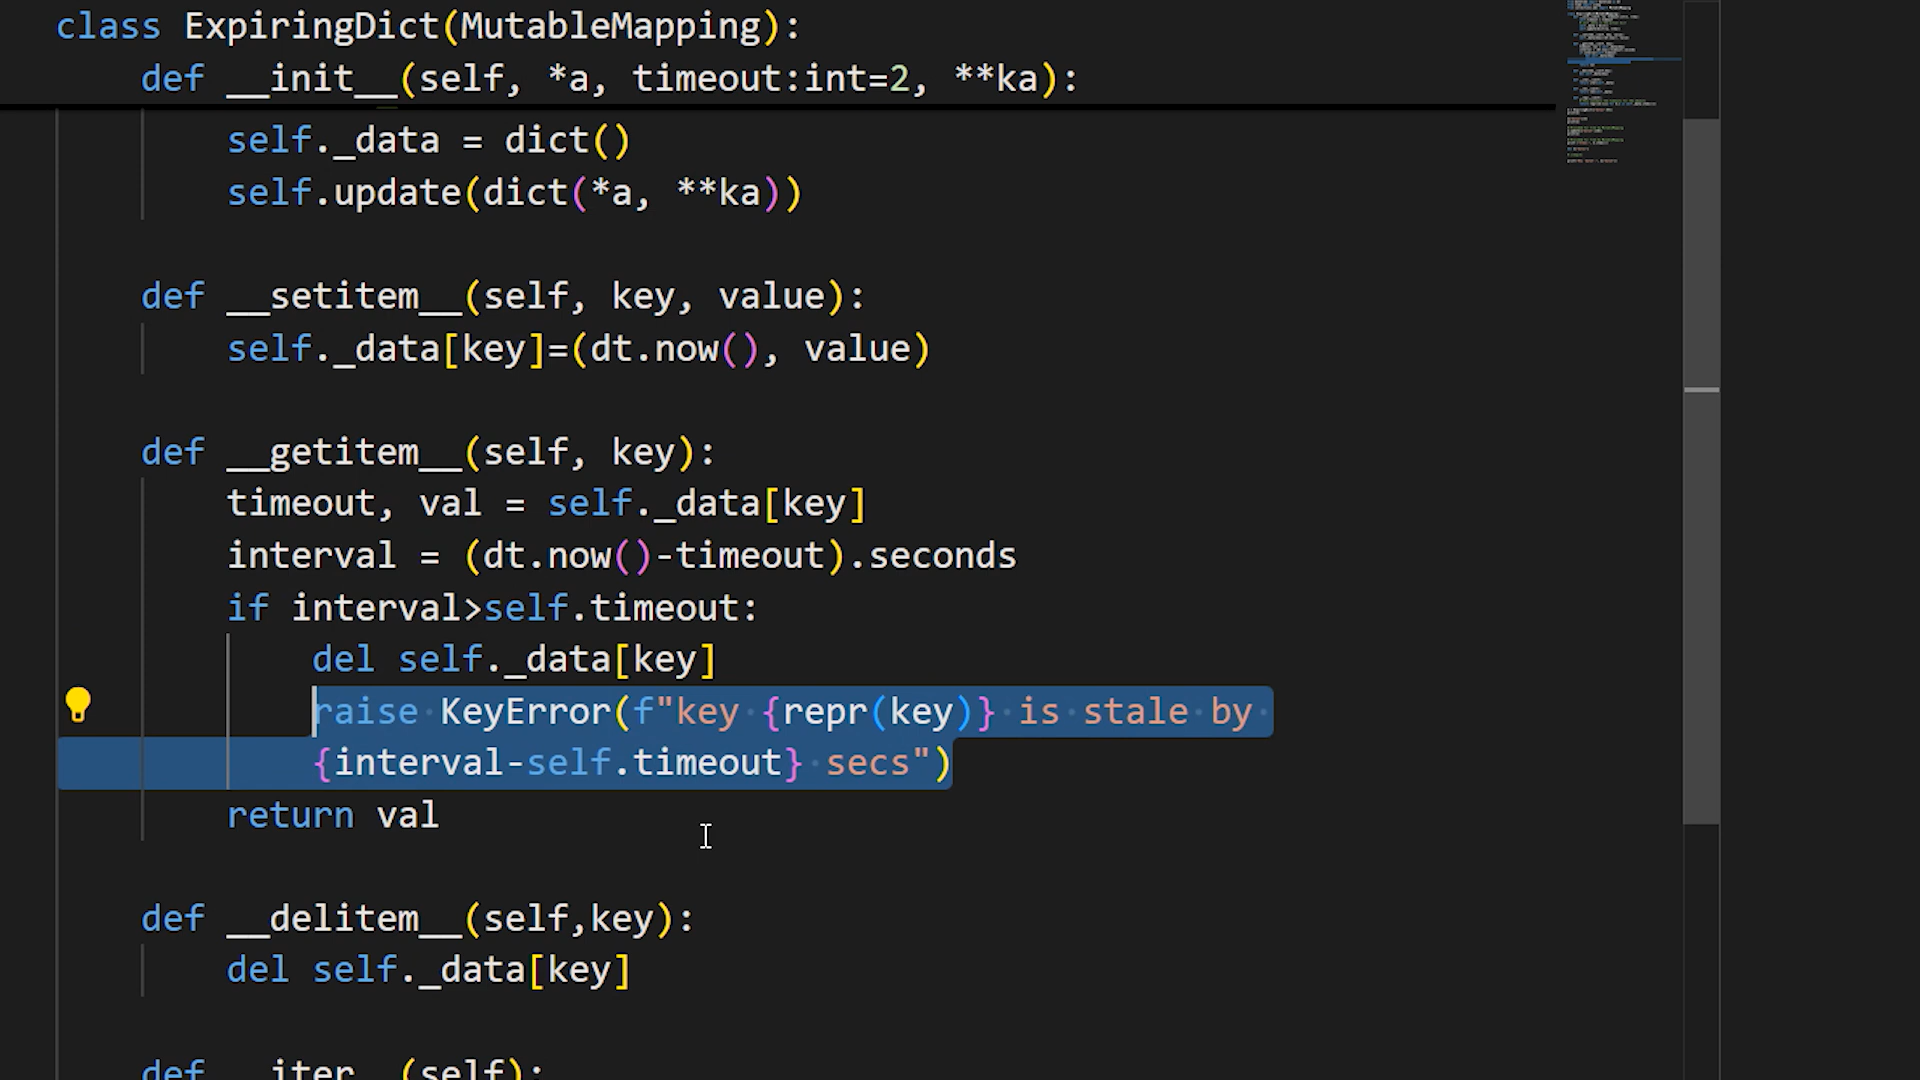 class ExpiringDict(MutableMapping):
def __init__(self, *a, timeout:int=2, **ka):
self._data = dict()
self.update(dict(*a, **ka))
def __setitem__(self, key, value):
self._data[key]=(dt.now(), value)
def __getitem__(self, key):
timeout, val = self._data[key]
interval = (dt.now()-timeout).seconds
if interval>self.timeout:
del self._data[key]
raise KeyError(f"key {repr(key)} is stale by
{interval-self.timeout} secs")
return val
def __delitem__(self,key):
del self._data[key]
def __iter__(self):